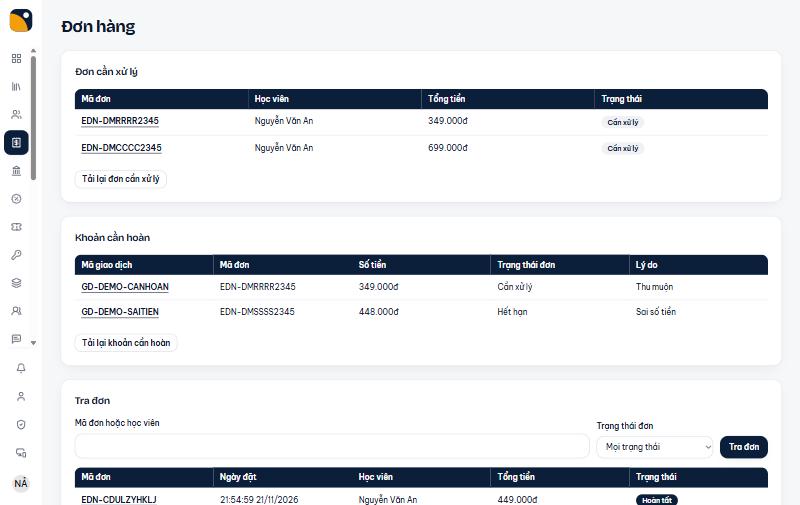 Đơn hàng
Đơn cần xử lý
Mã đơn Học viên Tổng tiền Trạng thái
EDN-DMRRRR2345 Nguyễn Văn An 349.000đ Cần xử lý
EDN-DMCCCC2345 Nguyễn Văn An 699.000đ Cần xử lý
Tải lại đơn cần xử lý
Khoản cần hoàn
Mã giao dịch Mã đơn Số tiền Trạng thái đơn Lý do
GD-DEMO-CANHOAN EDN-DMRRRR2345 349.000đ Cần xử lý Thu muộn
GD-DEMO-SAITIEN EDN-DMSSSS2345 448.000đ Hết hạn Sai số tiền
Tải lại khoản cần hoàn
Tra đơn
Mã đơn hoặc học viên Trạng thái đơn
Mọi trạng thái Tra đơn
Mã đơn Ngày đặt Học viên Tổng tiền Trạng thái
NÂ EDN-CDULZYHKLJ 21:54:59 21/11/2026 Nguyễn Văn An 449.000đ Hoàn tất